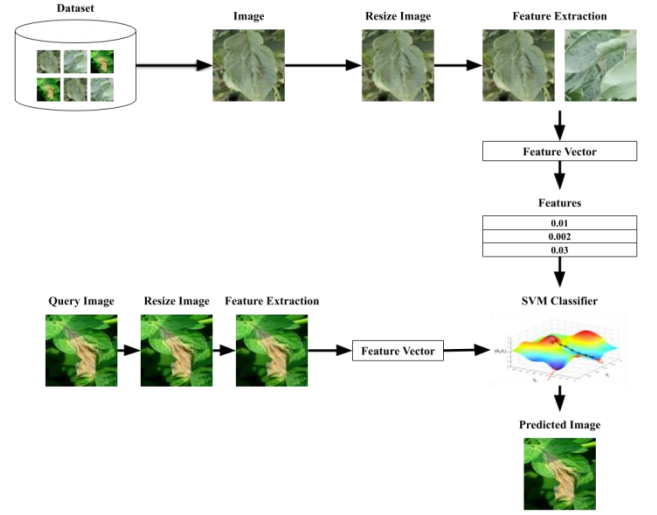 Dataset
Image
Resize Image
Feature Extraction
Feature Vector
Features
0.01
0.002
0.03
Query Image
Resize Image
Feature Extraction
Feature Vector
SVM Classifier
Predicted Image